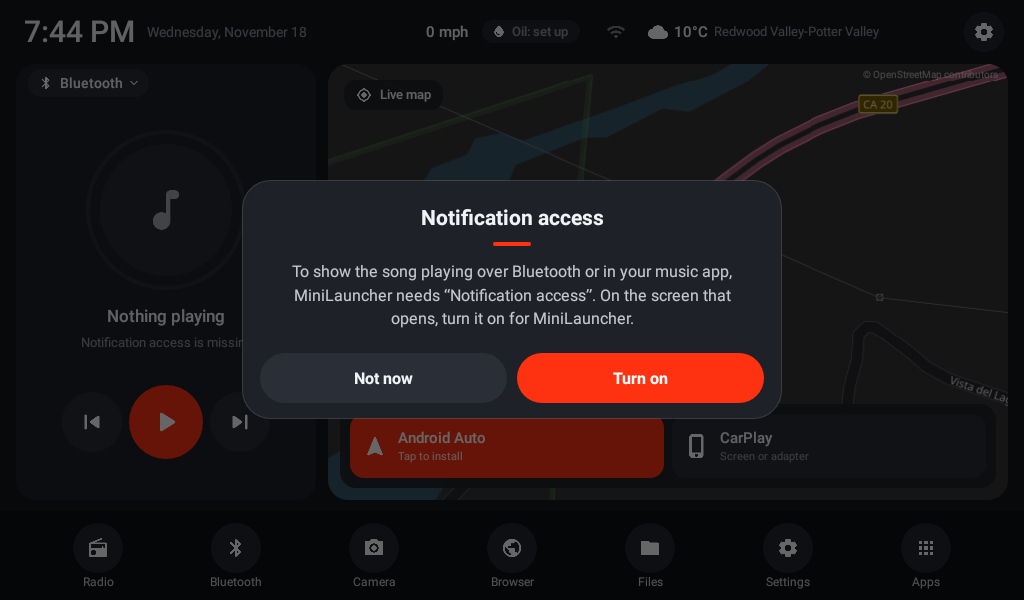 7:44 PM
Wednesday, November 18
0 mph
Oil: set up
10°C
Redwood Valley-Potter Valley
Bluetooth
© OpenStreetMap contributors
Live map
CA 20
Notification access
To show the song playing over Bluetooth or in your music app,
MiniLauncher needs “Notification access”. On the screen that
opens, turn it on for MiniLauncher.
Nothing playing
Notification access is missin
Not now
Turn on
Vista del Lag
Android Auto
Tap to install
CarPlay
Screen or adapter
Radio
Bluetooth
Camera
Browser
Files
Settings
Apps